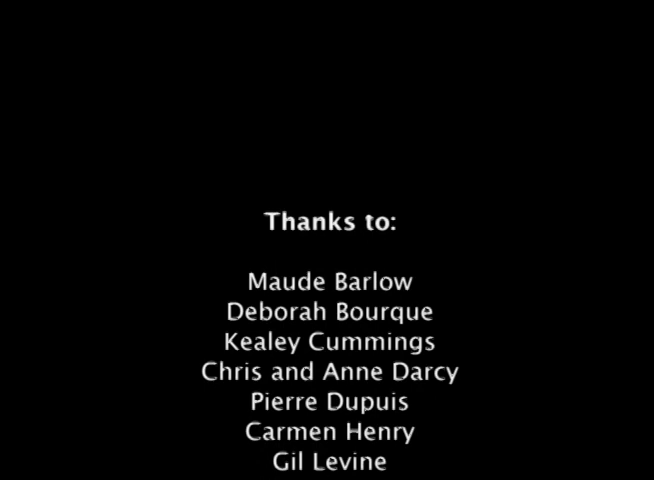 Thanks to:
Maude Barlow
Deborah Bourque
Kealey Cummings
Chris and Anne Darcy
Pierre Dupuis
Carmen Henry
Gil Levine